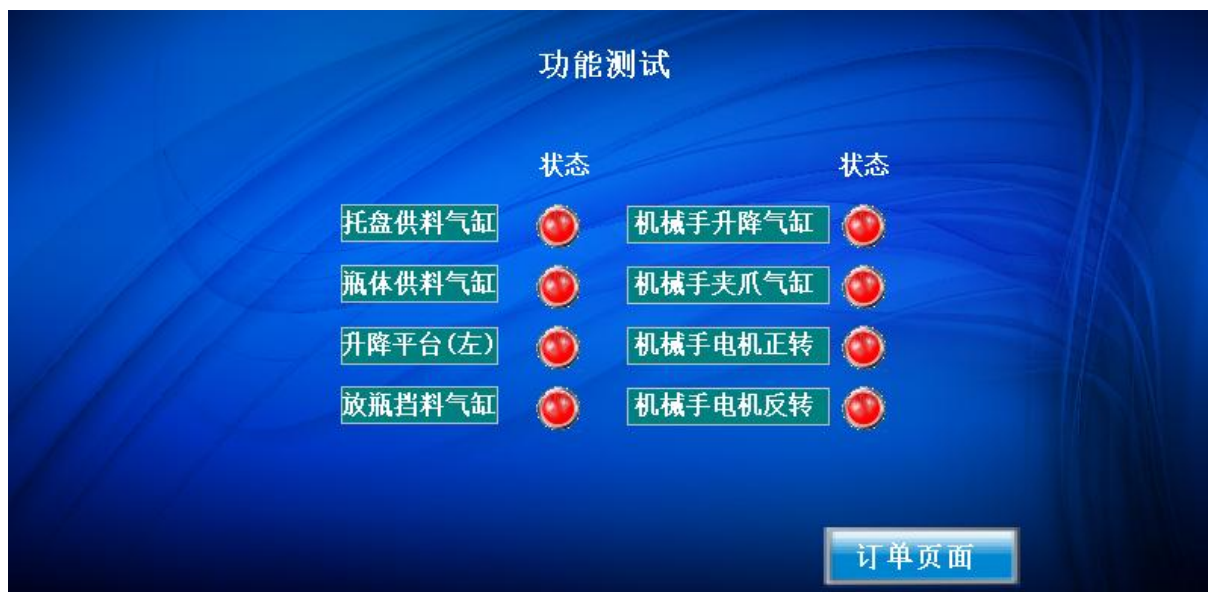 功能测试
状态 状态
托盘供料气缸 机械手升降气缸
瓶体供料气缸 机械手夹爪气缸
升降平台(左) 机械手电机正转
放瓶挡料气缸 机械手电机反转
订单页面